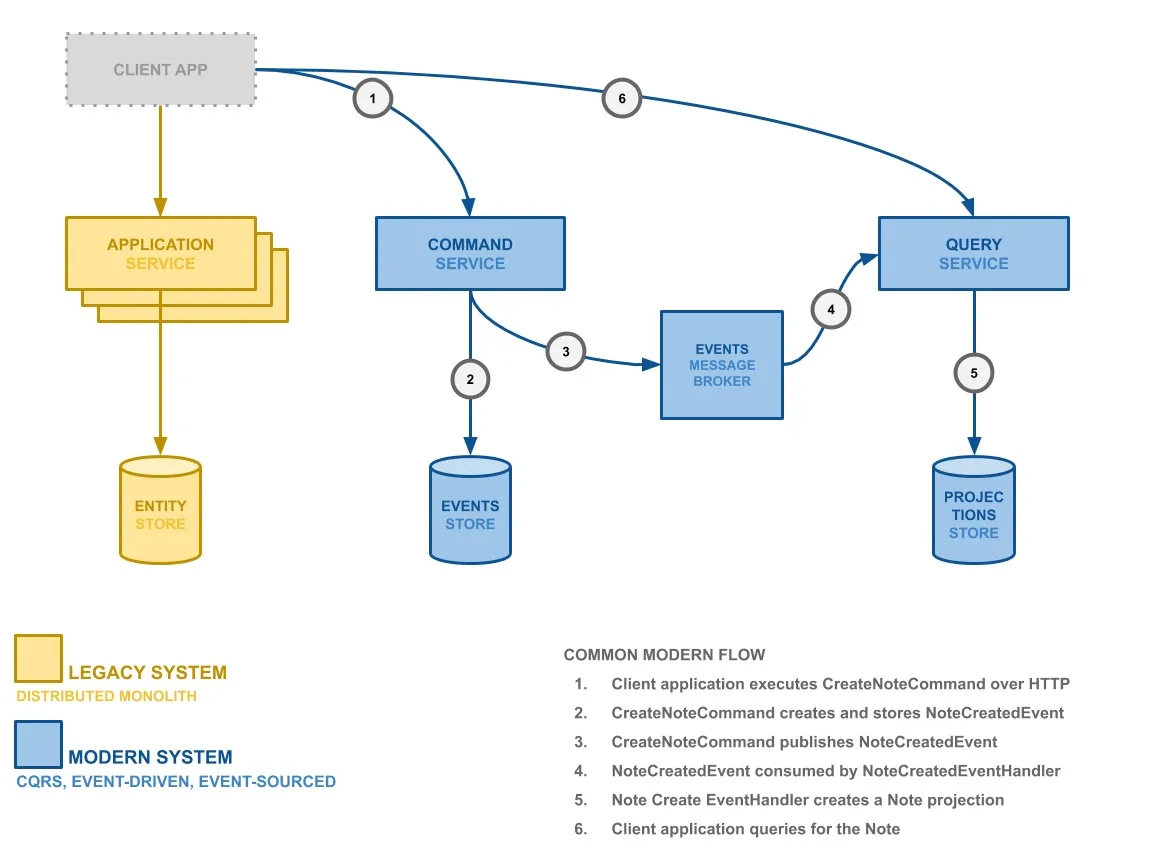 CLIENT APP
1
6
APPLICATION
SERVICE
COMMAND
SERVICE
QUERY
SERVICE
4
3
EVENTS
MESSAGE
BROKER
2
5
ENTITY
STORE
EVENTS
STORE
PROJEC
TIONS
STORE
LEGACY SYSTEM
DISTRIBUTED MONOLITH
MODERN SYSTEM
CQRS, EVENT-DRIVEN, EVENT-SOURCED
COMMON MODERN FLOW
1. Client application executes CreateNoteCommand over HTTP
2. CreateNoteCommand creates and stores NoteCreatedEvent
3. CreateNoteCommand publishes NoteCreatedEvent
4. NoteCreatedEvent consumed by NoteCreatedEventHandler
5. Note Create EventHandler creates a Note projection
6. Client application queries for the Note